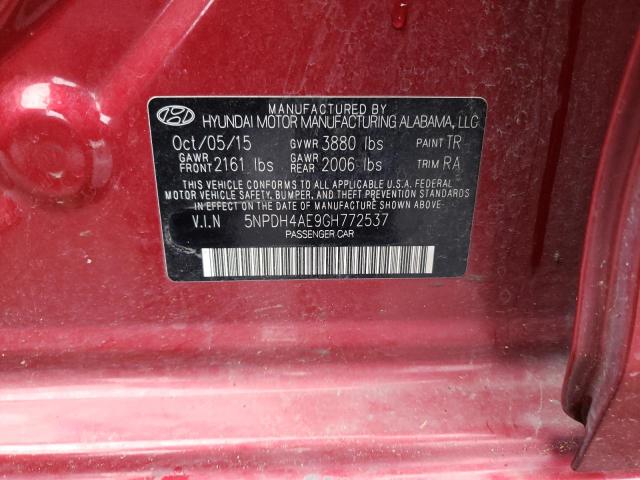 MANUFACTURED BY
HYUNDAI MOTOR MANUFACTURING ALABAMA, LLC
Oct/05/15 GVWR 3880 lbs PAINT TR
GAWR FRONT 2161 lbs GAWR REAR 2006 lbs TRIM RA
THIS VEHICLE CONFORMS TO ALL APPLICABLE U.S.A. FEDERAL
MOTOR VEHICLE SAFETY, BUMPER, AND THEFT PREVENTION
STANDARDS IN EFFECT ON THE DATE OF MANUFACTURE SHOWN ABOVE.
V.I.N 5NPDH4AE9GH772537
PASSENGER CAR